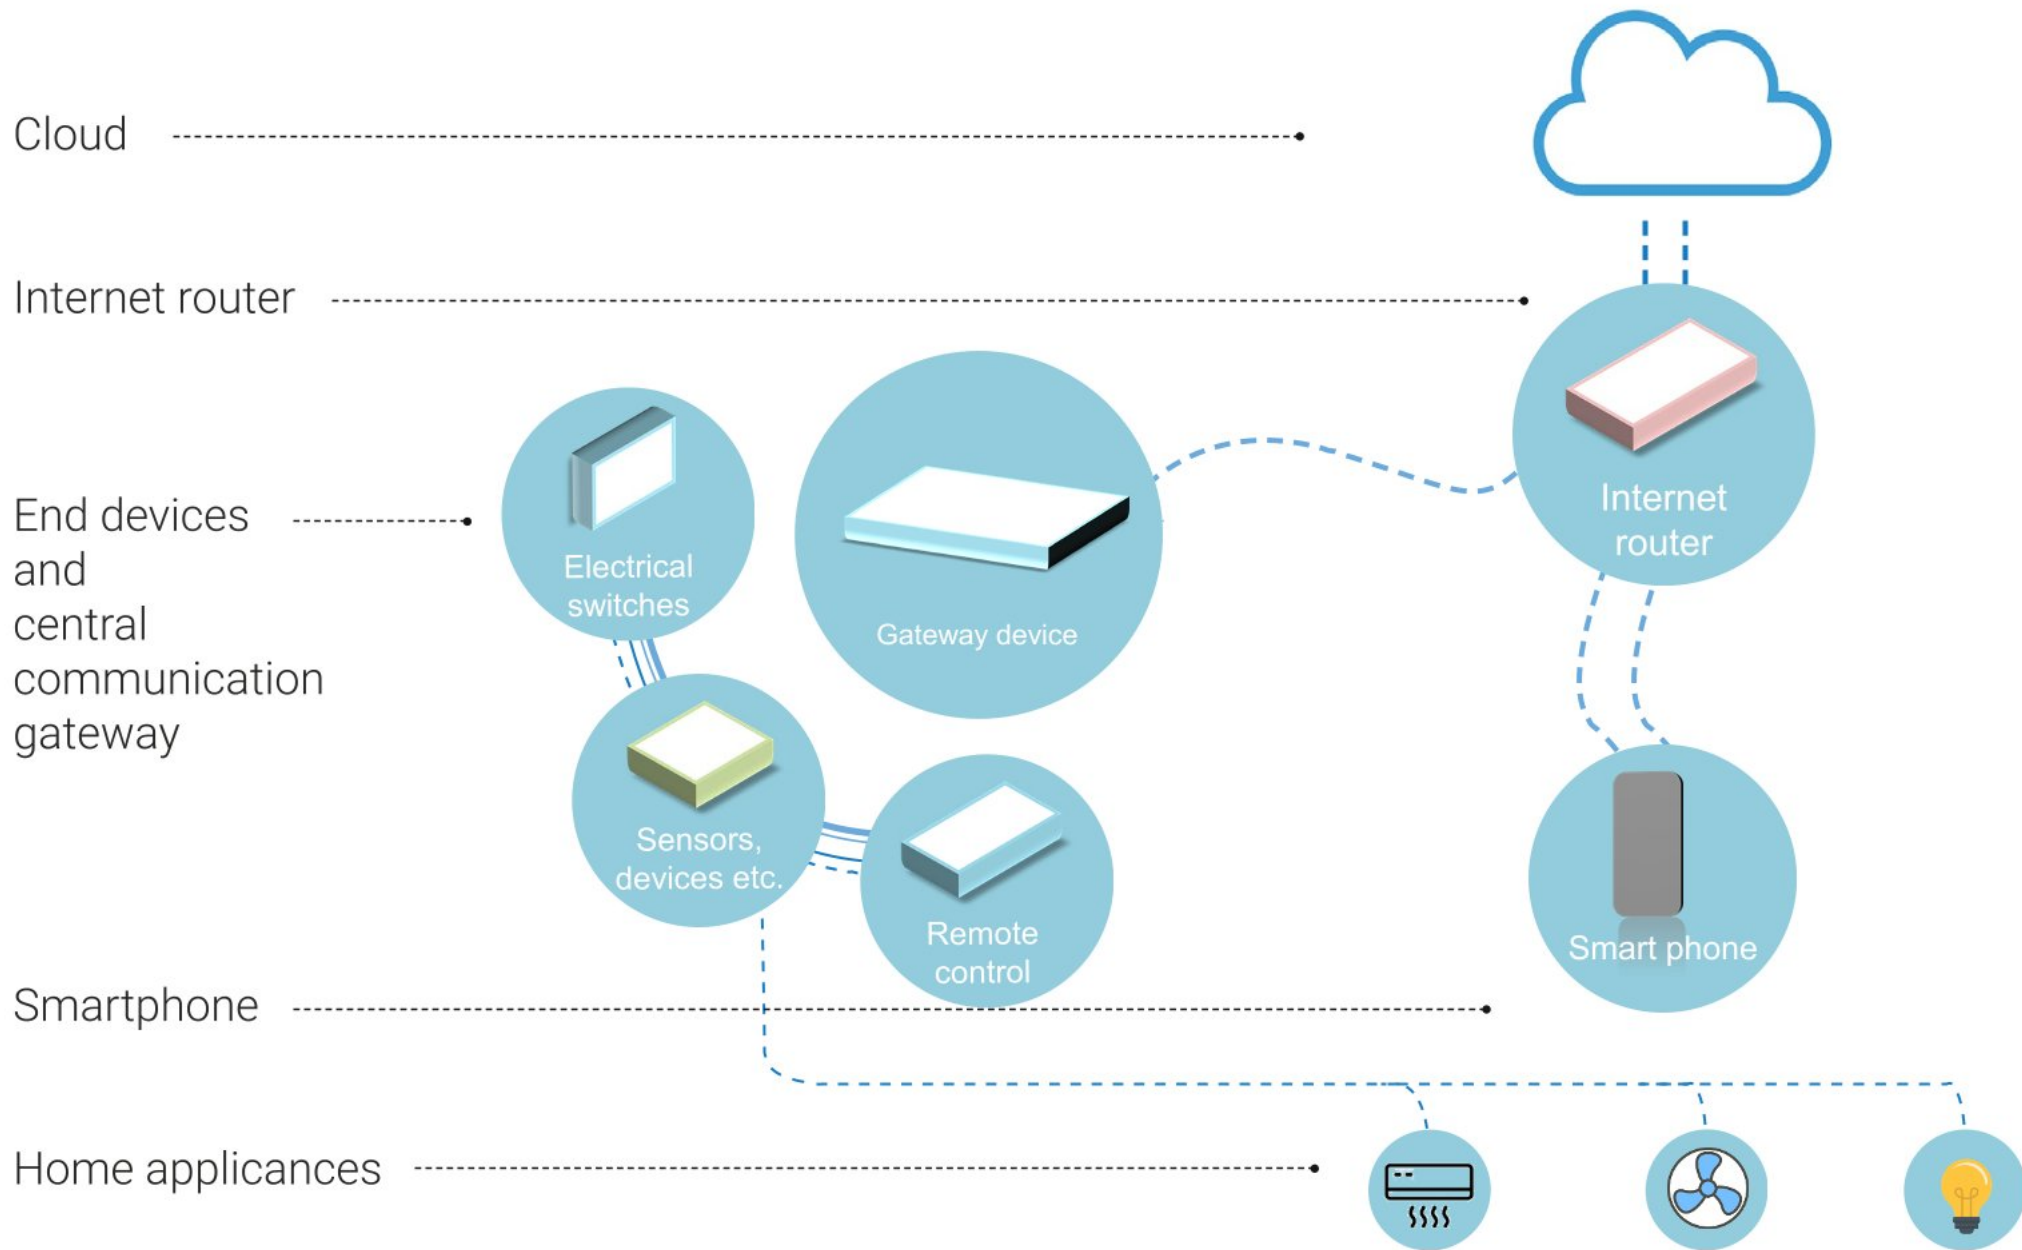 Cloud
Internet router
End devices
and
central
communication
gateway
Smartphone
Home applicances
Electrical
switches
Gateway device
Internet
router
Sensors,
devices etc.
Remote
control
Smart phone